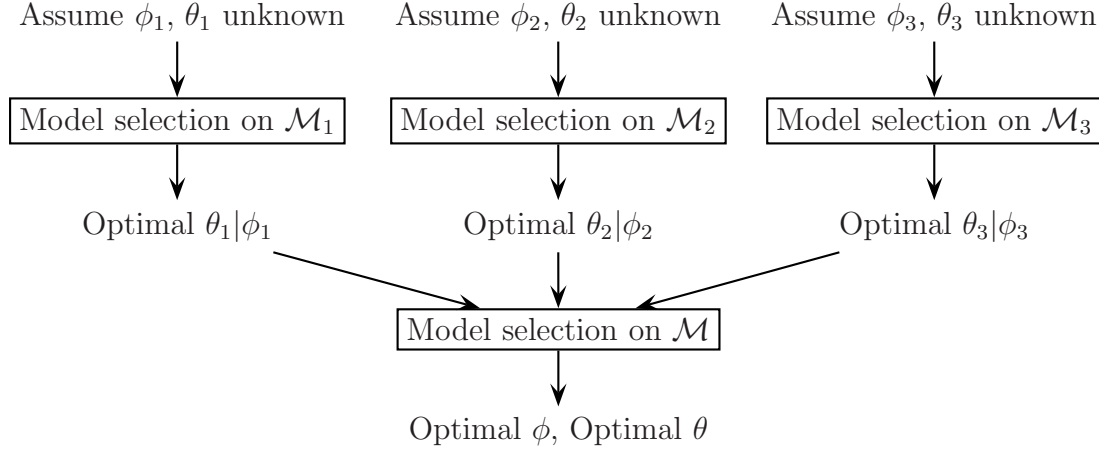 Assume ϕ₁, θ₁ unknown
Assume ϕ₂, θ₂ unknown
Assume ϕ₃, θ₃ unknown
Model selection on ℳ₁
Model selection on ℳ₂
Model selection on ℳ₃
Optimal θ₁|ϕ₁
Optimal θ₂|ϕ₂
Optimal θ₃|ϕ₃
Model selection on ℳ
Optimal ϕ, Optimal θ